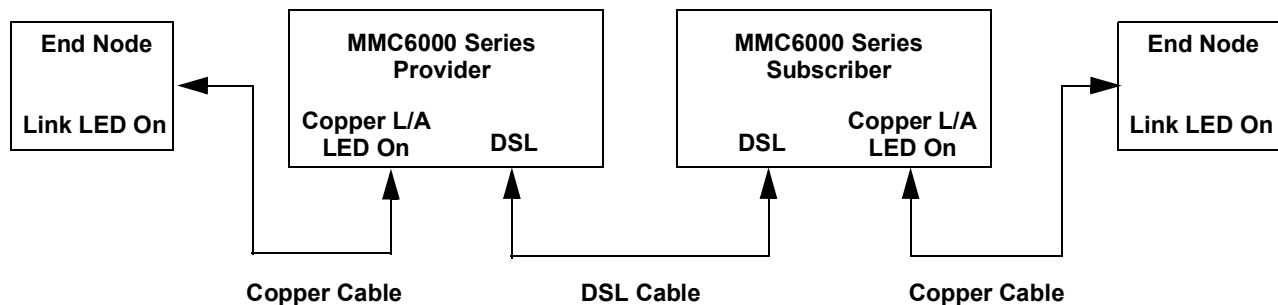 End Node
Link LED On
MMC6000 Series
Provider
Copper L/A
LED On
DSL
MMC6000 Series
Subscriber
DSL
Copper L/A
LED On
End Node
Link LED On
Copper Cable
DSL Cable
Copper Cable